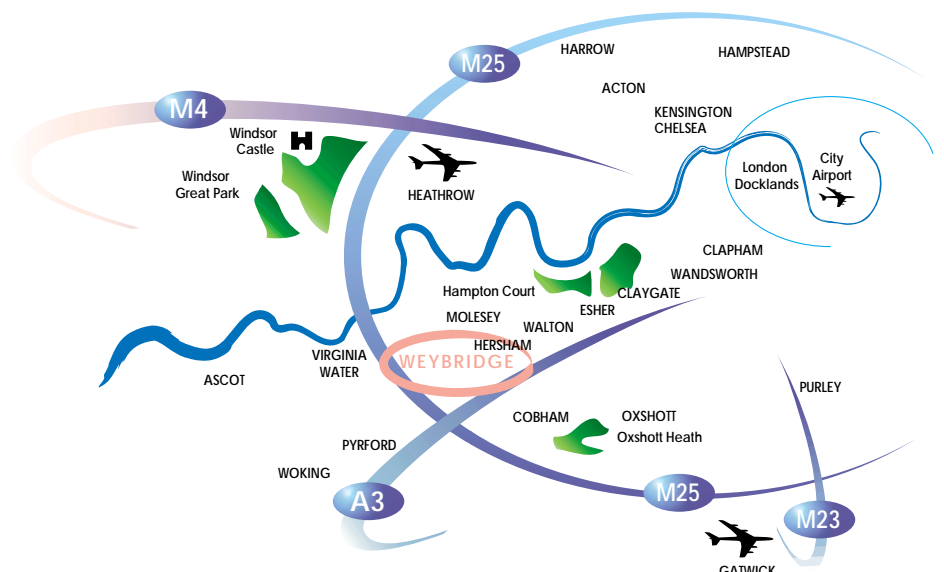 HARROW
HAMPSTEAD
M25
ACTON
M4
KENSINGTON
CHELSEA
Windsor
Castle
London
Docklands
City
Airport
Windsor
Great Park
HEATHROW
CLAPHAM
WANDSWORTH
Hampton Court
CLAYGATE
ESHER
MOLESEY
WALTON
HERSHAM
VIRGINIA
WATER
WEYBRIDGE
ASCOT
PURLEY
COBHAM
OXSHOTT
Oxshott Heath
PYRFORD
WOKING
A3
M25
M23
GATWICK